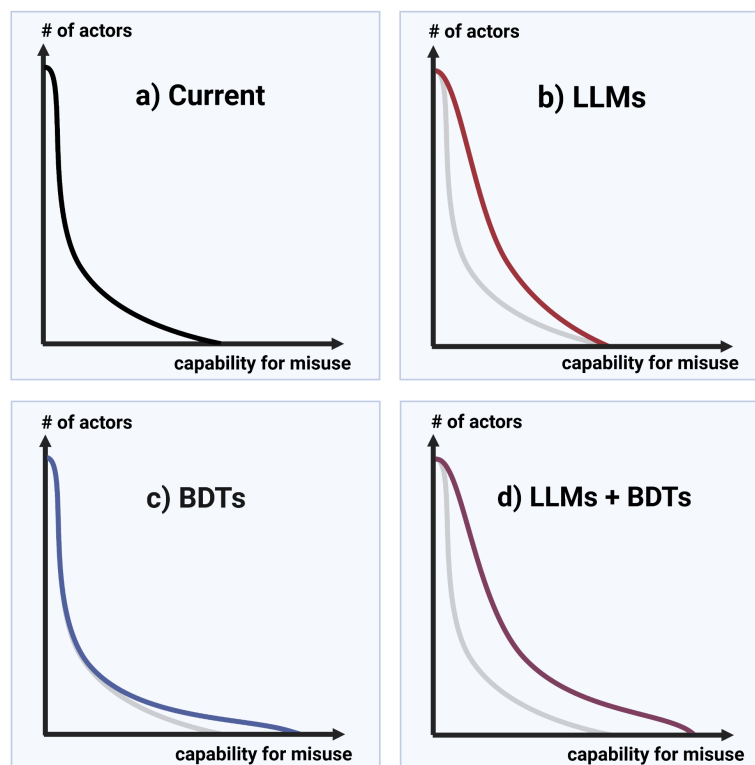 # of actors
a) Current
capability for misuse
# of actors
b) LLMs
capability for misuse
# of actors
c) BDTs
capability for misuse
# of actors
d) LLMs + BDTs
capability for misuse